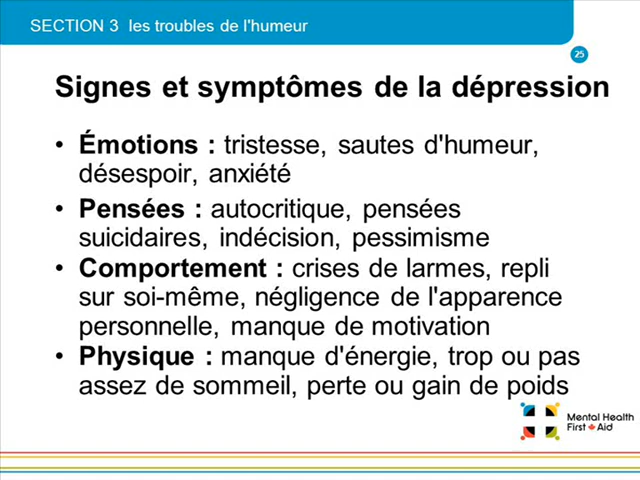 SECTION 3 les troubles de l'humeur
25
Signes et symptômes de la dépression
• Émotions : tristesse, sautes d'humeur,
désespoir, anxiété
• Pensées : autocritique, pensées
suicidaires, indécision, pessimisme
• Comportement : crises de larmes, repli
sur soi-même, négligence de l'apparence
personnelle, manque de motivation
• Physique : manque d'énergie, trop ou pas
assez de sommeil, perte ou gain de poids
Mental Health
First Aid